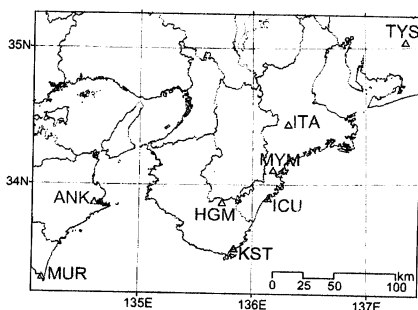 35N
TYS
ITA
MYM
34N
ANK
HGM
ICU
KST
MUR
km
0 25 50 100
135E 136E 137E